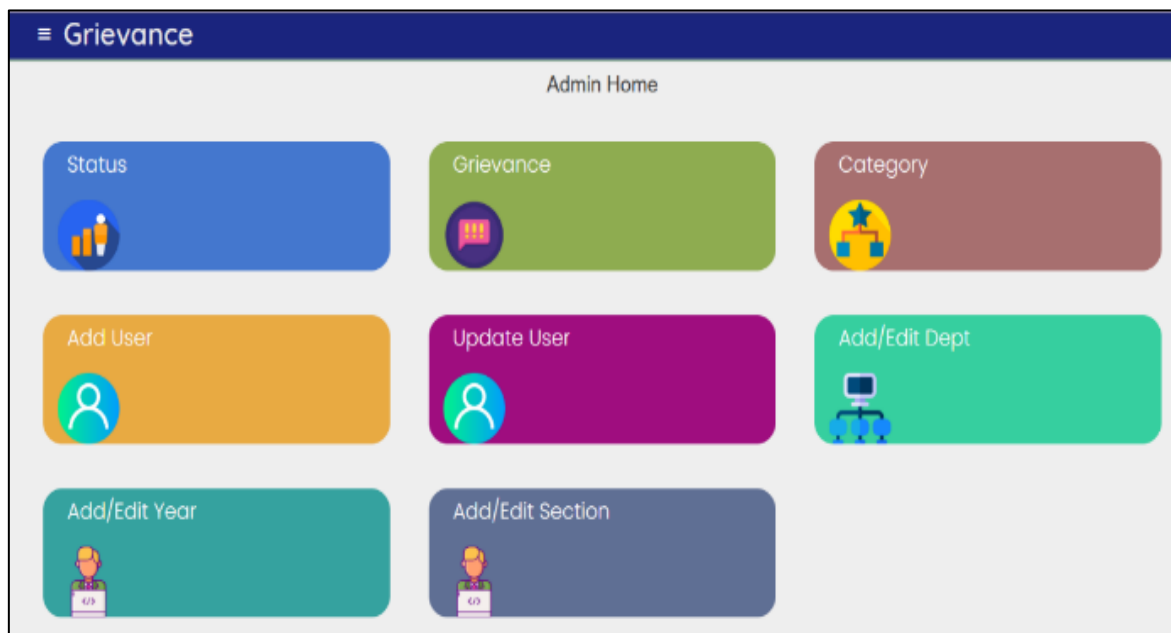 ≡ Grievance
Admin Home
Status
Grievance
Category
Add User
Update User
Add/Edit Dept
Add/Edit Year
Add/Edit Section